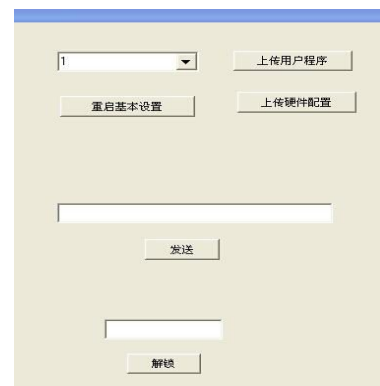 1
上传用户程序
重启基本设置
上传硬件配置
发送
解锁